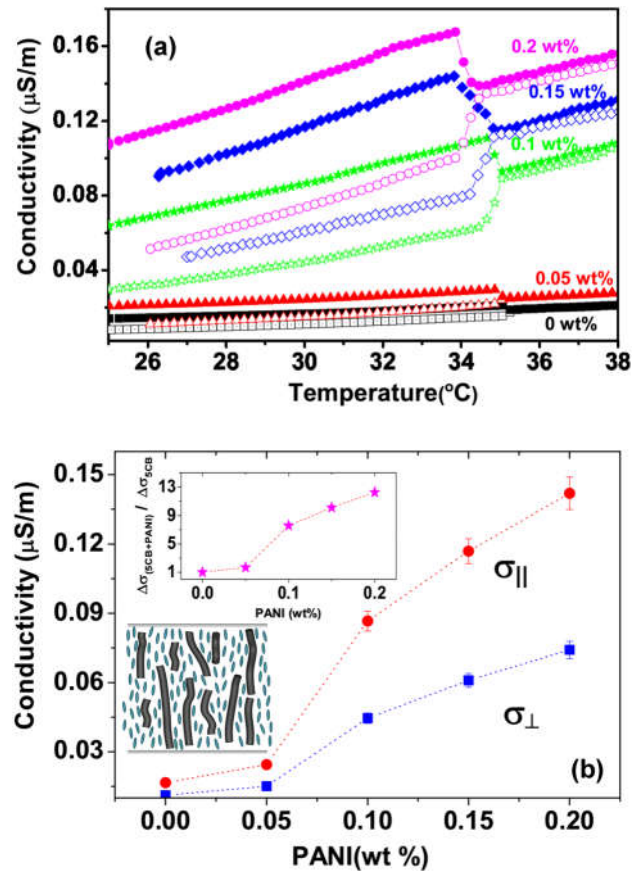 (a)
0.16
0.12
0.08
0.04
Conductivity (μS/m)
0.2 wt%
0.15 wt%
0.1 wt%
0.05 wt%
0 wt%
26 28 30 32 34 36 38
Temperature(°C)
0.15
0.12
0.09
0.06
0.03
Conductivity (μS/m)
13
9
5
1
Δσ(5CB+PANI) / Δσ5CB
0.0 0.1 0.2
PANI (wt%)
σ||
σ⊥
(b)
0.00 0.05 0.10 0.15 0.20
PANI(wt %)